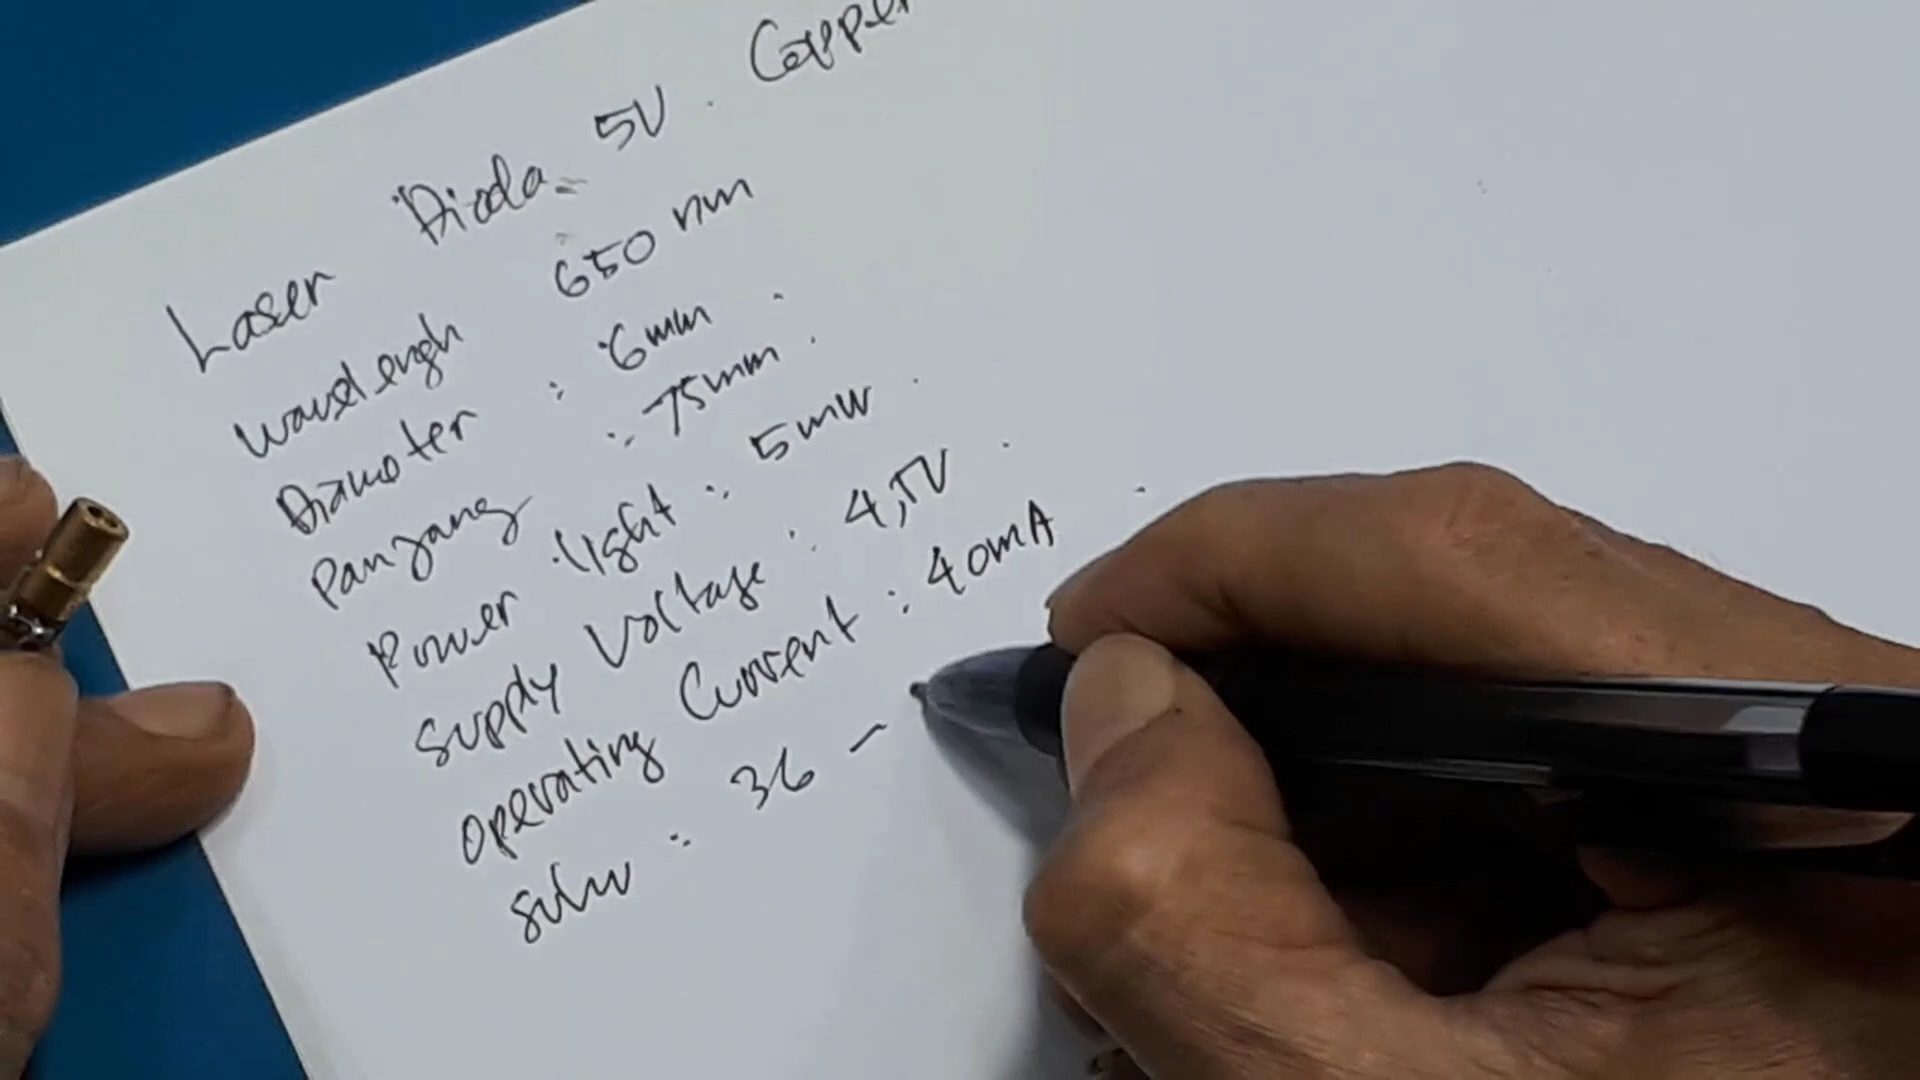 Laser Dioda = 5V. Copper
Wavelengh 650 nm
Diameter : 6mm
Panjang : 75mm
Power light : 5mW
Supply Voltage : 4,5V
Operating Current : 40mA
Suhu : 36 -